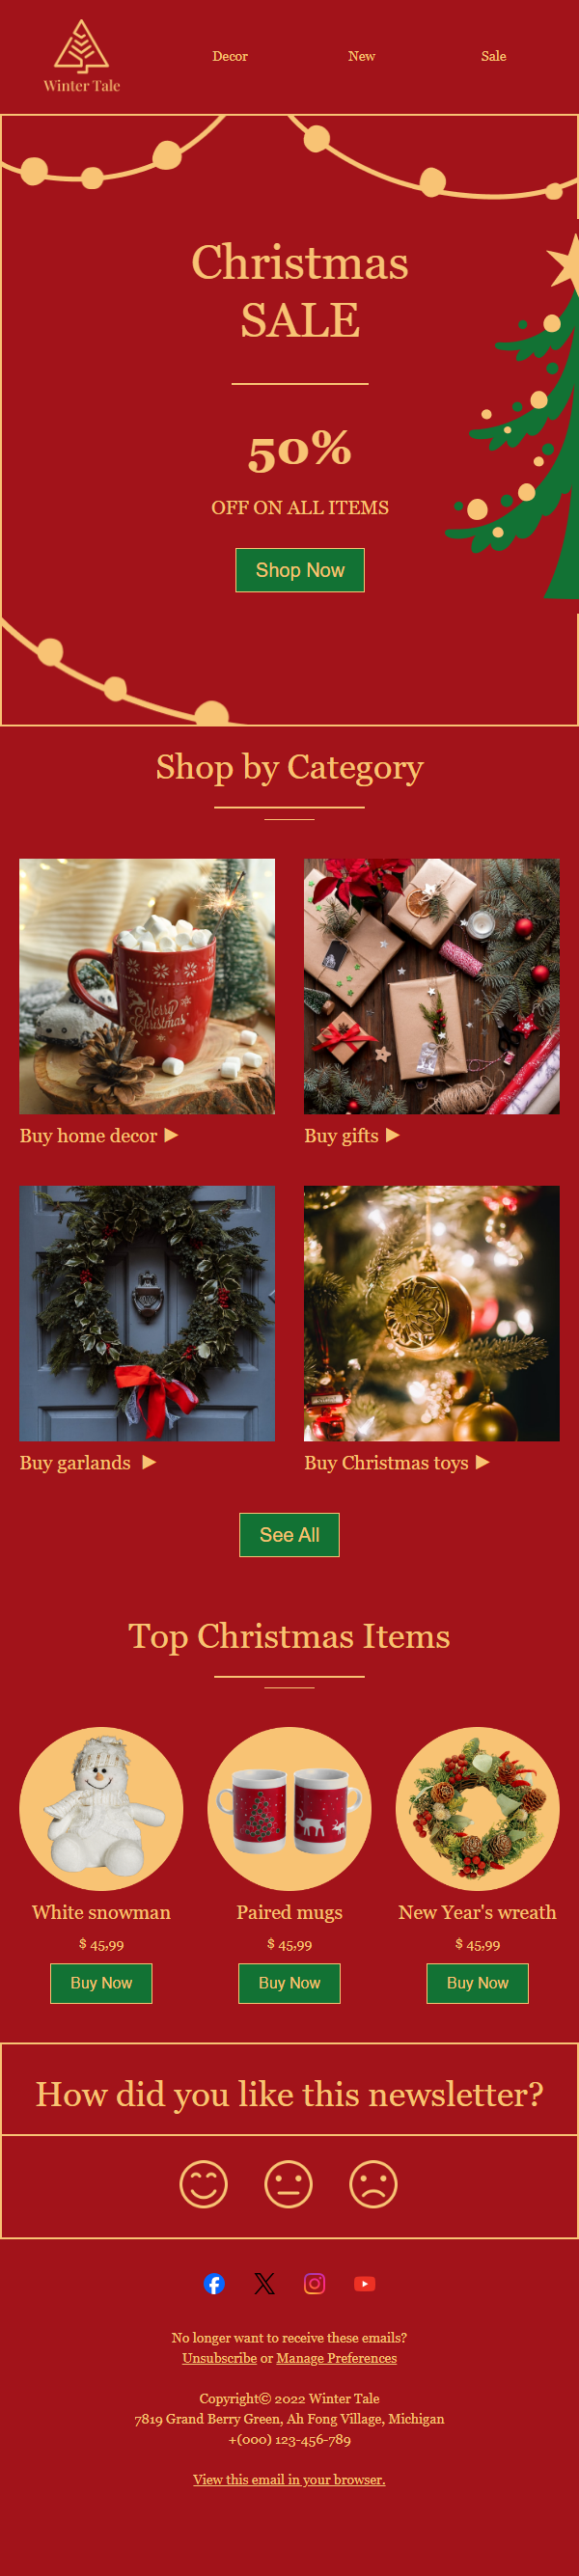 Winter Tale
Decor
New
Sale
Christmas
SALE
50%
OFF ON ALL ITEMS
Shop Now
Shop by Category
Merry
Christmas
Buy home decor
Buy gifts
Buy garlands
Buy Christmas toys
See All
Top Christmas Items
White snowman
Paired mugs
New Year's wreath
$ 45,99
$ 45,99
$ 45,99
Buy Now
Buy Now
Buy Now
How did you like this newsletter?
No longer want to receive these emails?
Unsubscribe or Manage Preferences
Copyright© 2022 Winter Tale
7819 Grand Berry Green, Ah Fong Village, Michigan
+(000) 123-456-789
View this email in your browser.